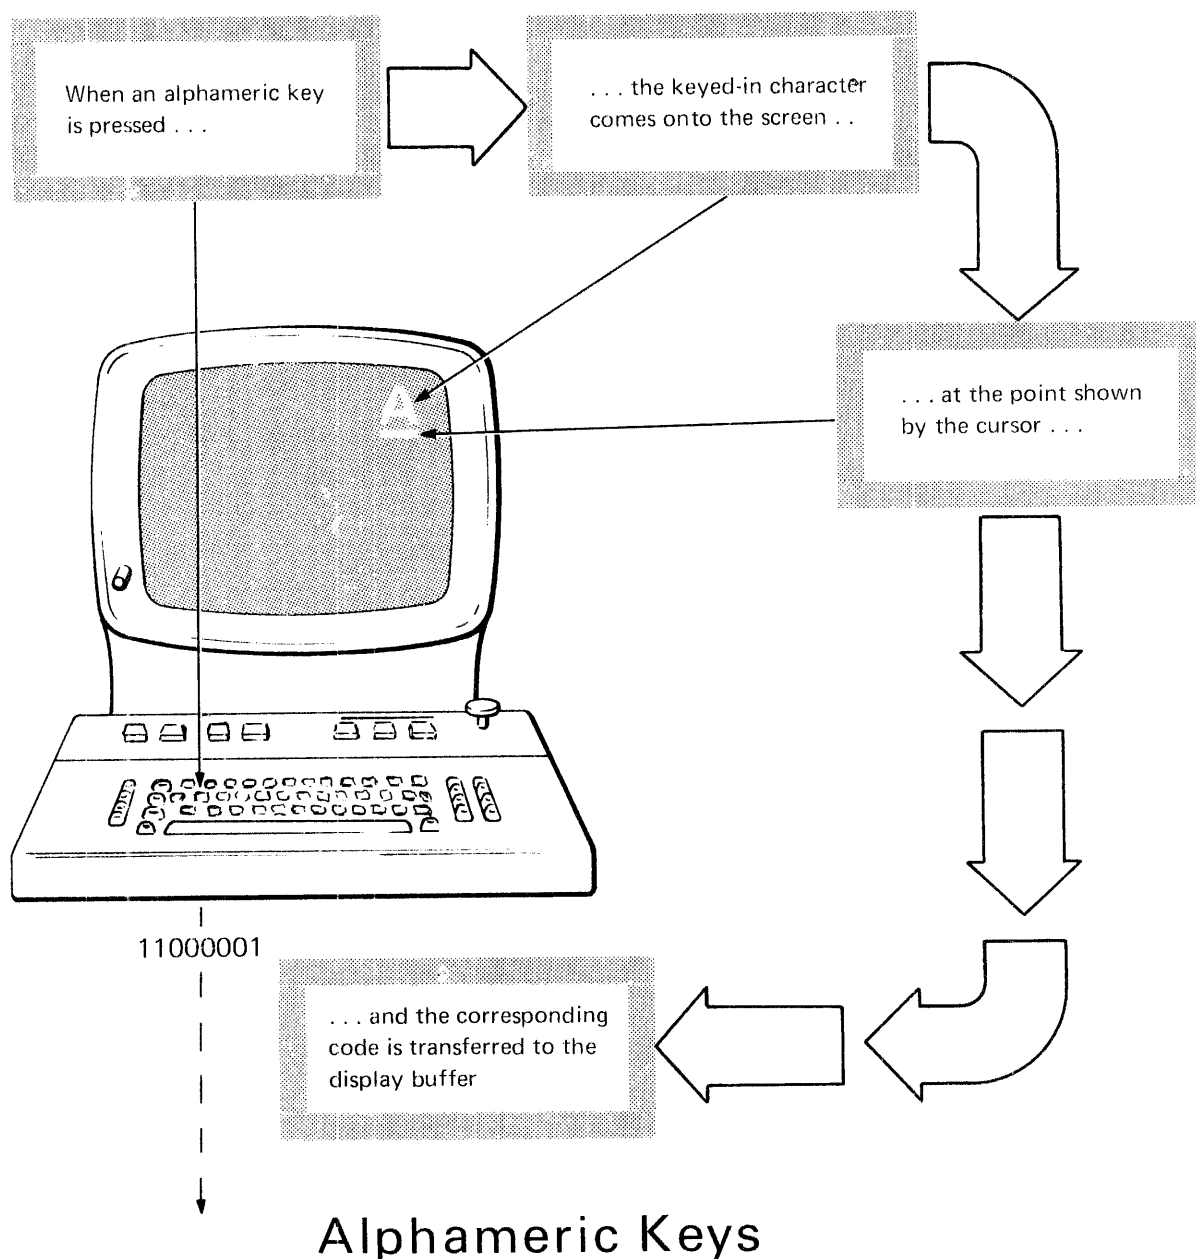 When an alphameric key
is pressed . . .
. . . the keyed-in character
comes onto the screen . .
. . . at the point shown
by the cursor . . .
A
11000001
. . . and the corresponding
code is transferred to the
display buffer
Alphameric Keys